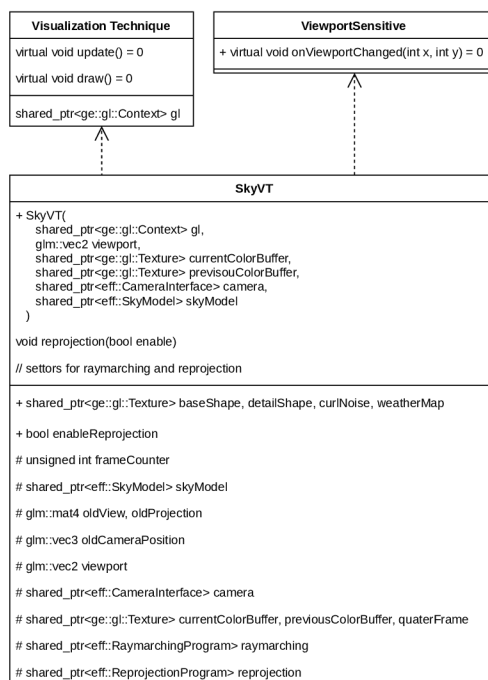 Visualization Technique
virtual void update() = 0
virtual void draw() = 0
shared_ptr<ge::gl::Context> gl
ViewportSensitive
+ virtual void onViewportChanged(int x, int y) = 0
SkyVT
+ SkyVT(
shared_ptr<ge::gl::Context> gl,
glm::vec2 viewport,
shared_ptr<ge::gl::Texture> currentColorBuffer,
shared_ptr<ge::gl::Texture> previsouColorBuffer,
shared_ptr<eff::CameraInterface> camera,
shared_ptr<eff::SkyModel> skyModel
)
void reprojection(bool enable)
// settors for raymarching and reprojection
+ shared_ptr<ge::gl::Texture> baseShape, detailShape, curlNoise, weatherMap
+ bool enableReprojection
# unsigned int frameCounter
# shared_ptr<eff::SkyModel> skyModel
# glm::mat4 oldView, oldProjection
# glm::vec3 oldCameraPosition
# glm::vec2 viewport
# shared_ptr<eff::CameraInterface> camera
# shared_ptr<ge::gl::Texture> currentColorBuffer, previousColorBuffer, quaterFrame
# shared_ptr<eff::RaymarchingProgram> raymarching
# shared_ptr<eff::ReprojectionProgram> reprojection